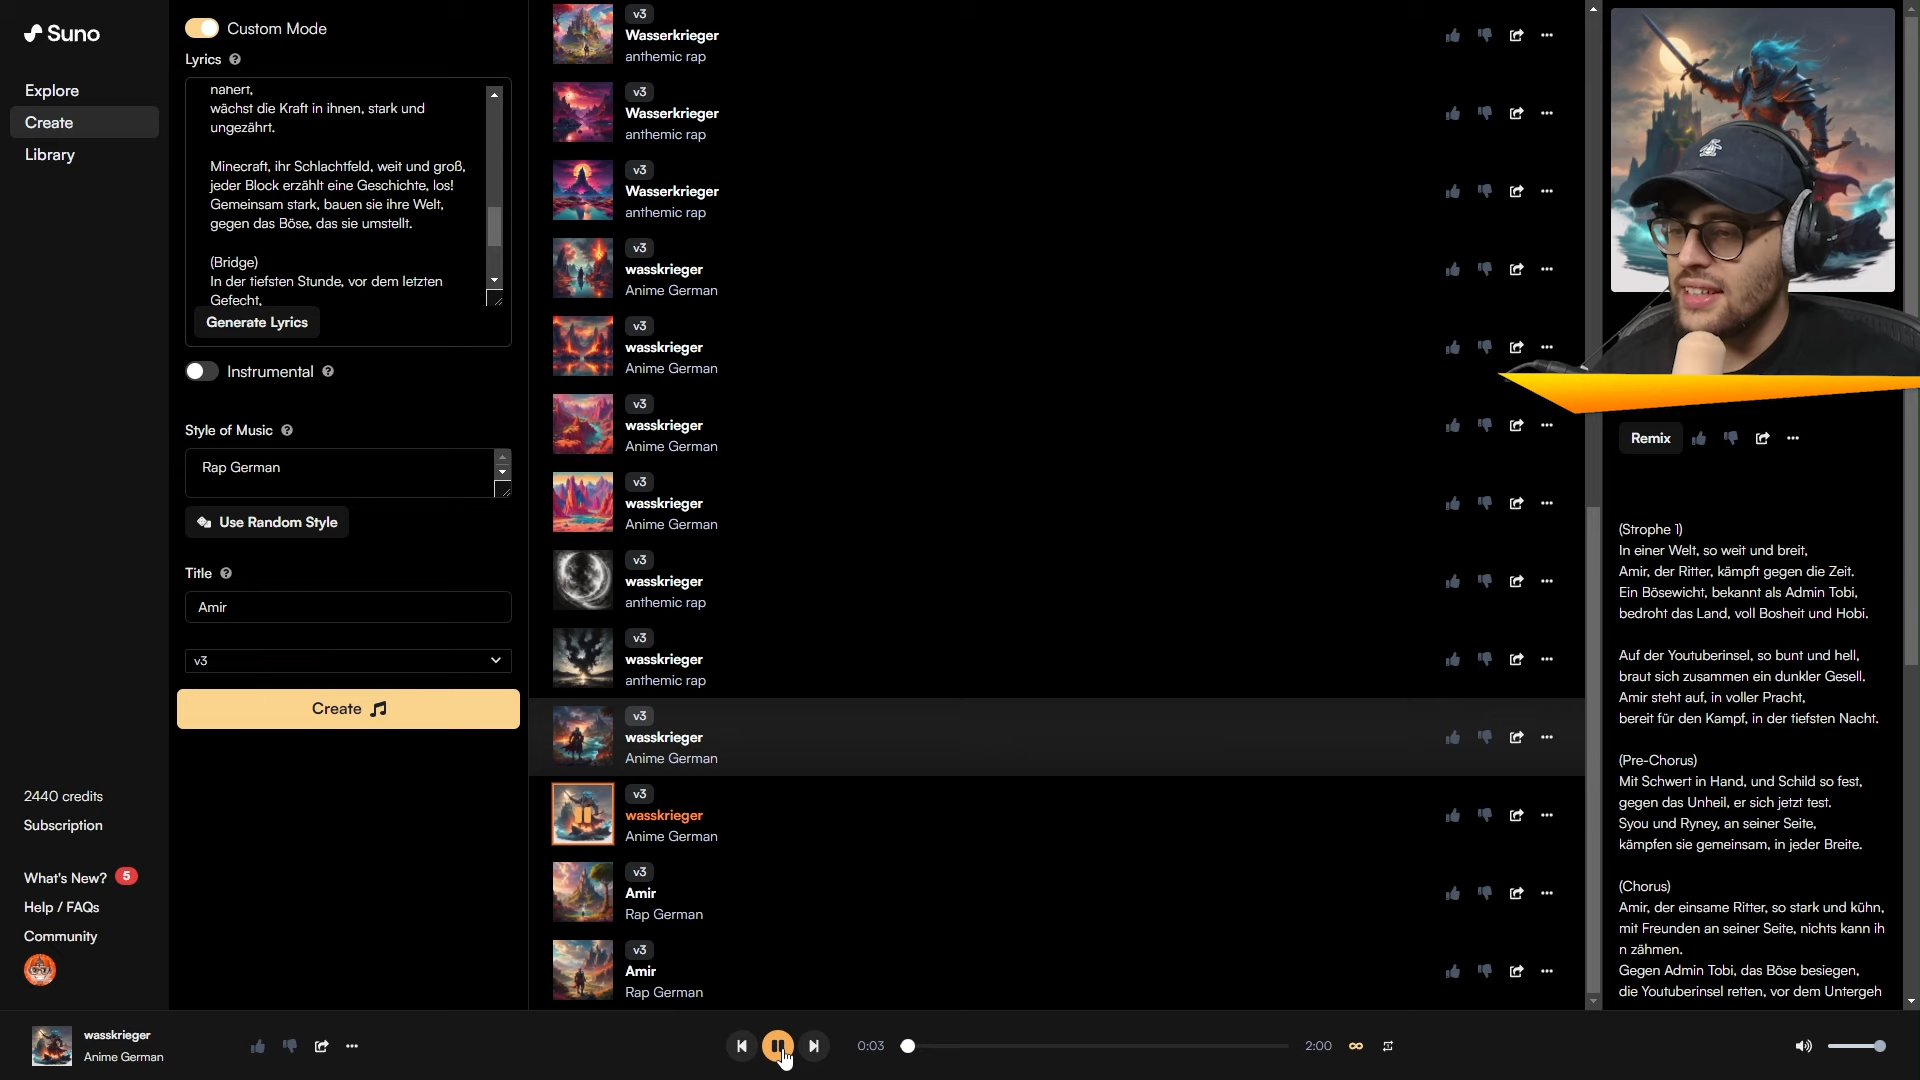 Suno
Explore
Create
Library
2440 credits
Subscription
What's New? 5
Help / FAQs
Community
Custom Mode
Lyrics
nähert,
wächst die Kraft in ihnen, stark und
ungezährt.
Minecraft, ihr Schlachtfeld, weit und groß,
jeder Block erzählt eine Geschichte, los!
Gemeinsam stark, bauen sie ihre Welt,
gegen das Böse, das sie umstellt.
(Bridge)
In der tiefsten Stunde, vor dem letzten
Gefecht,
Generate Lyrics
Instrumental
Style of Music
Rap German
Use Random Style
Title
Amir
v3
Create
v3
Wasserkrieger
anthemic rap
v3
Wasserkrieger
anthemic rap
v3
Wasserkrieger
anthemic rap
v3
wasskrieger
Anime German
v3
wasskrieger
Anime German
v3
wasskrieger
Anime German
v3
wasskrieger
Anime German
v3
wasskrieger
anthemic rap
v3
wasskrieger
anthemic rap
v3
wasskrieger
Anime German
v3
wasskrieger
Anime German
v3
Amir
Rap German
v3
Amir
Rap German
Remix
(Strophe 1)
In einer Welt, so weit und breit,
Amir, der Ritter, kämpft gegen die Zeit.
Ein Bösewicht, bekannt als Admin Tobi,
bedroht das Land, voll Bosheit und Hobi.
Auf der Youtuberinsel, so bunt und hell,
braut sich zusammen ein dunkler Gesell.
Amir steht auf, in voller Pracht,
bereit für den Kampf, in der tiefsten Nacht.
(Pre-Chorus)
Mit Schwert in Hand, und Schild so fest,
gegen das Unheil, er sich jetzt test.
Syou und Ryney, an seiner Seite,
kämpfen sie gemeinsam, in jeder Breite.
(Chorus)
Amir, der einsame Ritter, so stark und kühn,
mit Freunden an seiner Seite, nichts kann ih
n zähmen.
Gegen Admin Tobi, das Böse besiegen,
die Youtuberinsel retten, vor dem Untergeh
wasskrieger
Anime German
0:03
2:00